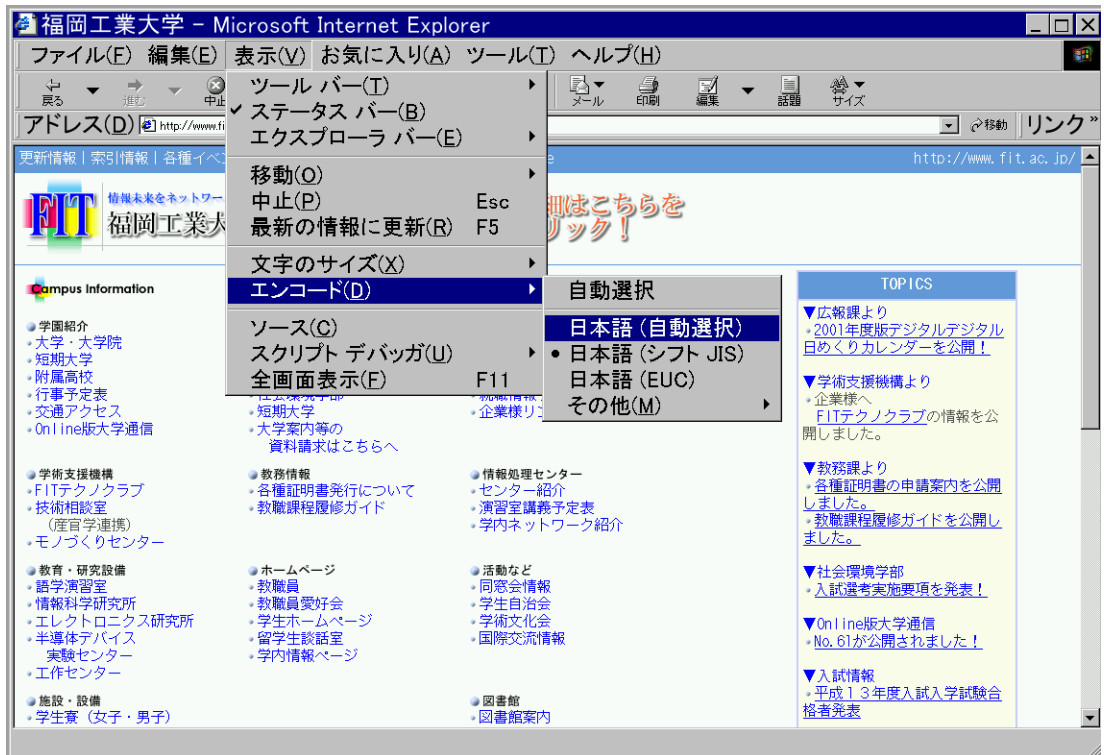 福岡工業大学 - Microsoft Internet Explorer
ファイル(F) 編集(E) 表示(V) お気に入り(A) ツール(T) ヘルプ(H)
戻る 進む 中止 メール 印刷 編集 話題 サイズ
アドレス(D) http://www.fi 移動 リンク »
ツール バー(T)
ステータス バー(B)
エクスプローラ バー(E)
移動(O)
中止(P) Esc
最新の情報に更新(R) F5
文字のサイズ(X)
エンコード(D)
ソース(C)
スクリプト デバッガ(U)
全画面表示(F) F11
自動選択
日本語 (自動選択)
日本語 (シフト JIS)
日本語 (EUC)
その他(M)
更新情報 | 索引情報 | 各種イベ
http://www.fit.ac.jp/
FIT
情報未来をネットワー
福岡工業大
細はこちらを
リック！
Campus Information
学園紹介
大学・大学院
短期大学
附属高校
行事予定表
交通アクセス
Online版大学通信
社会環境学部
短期大学
大学案内等の
資料請求はこちらへ
就職情報
企業様リ
学術支援機構
FITテクノクラブ
技術相談室
(産官学連携)
モノづくりセンター
教務情報
各種証明書発行について
教職課程履修ガイド
情報処理センター
センター紹介
演習室講義予定表
学内ネットワーク紹介
教育・研究設備
語学演習室
情報科学研究所
エレクトロニクス研究所
半導体デバイス
実験センター
工作センター
ホームページ
教職員
教職員愛好会
学生ホームページ
留学生談話室
学内情報ページ
活動など
同窓会情報
学生自治会
学術文化会
国際交流情報
施設・設備
学生寮（女子・男子）
図書館
図書館案内
TOPICS
▼広報課より
2001年度版デジタルデジタル
日めくりカレンダーを公開！
▼学術支援機構より
企業様へ
FITテクノクラブの情報を公
開しました。
▼教務課より
各種証明書の申請案内を公開
しました。
教職課程履修ガイドを公開し
ました。
▼社会環境学部
入試選考実施要項を発表！
▼Online版大学通信
No.61が公開されました！
▼入試情報
平成１３年度入試入学試験合
格者発表